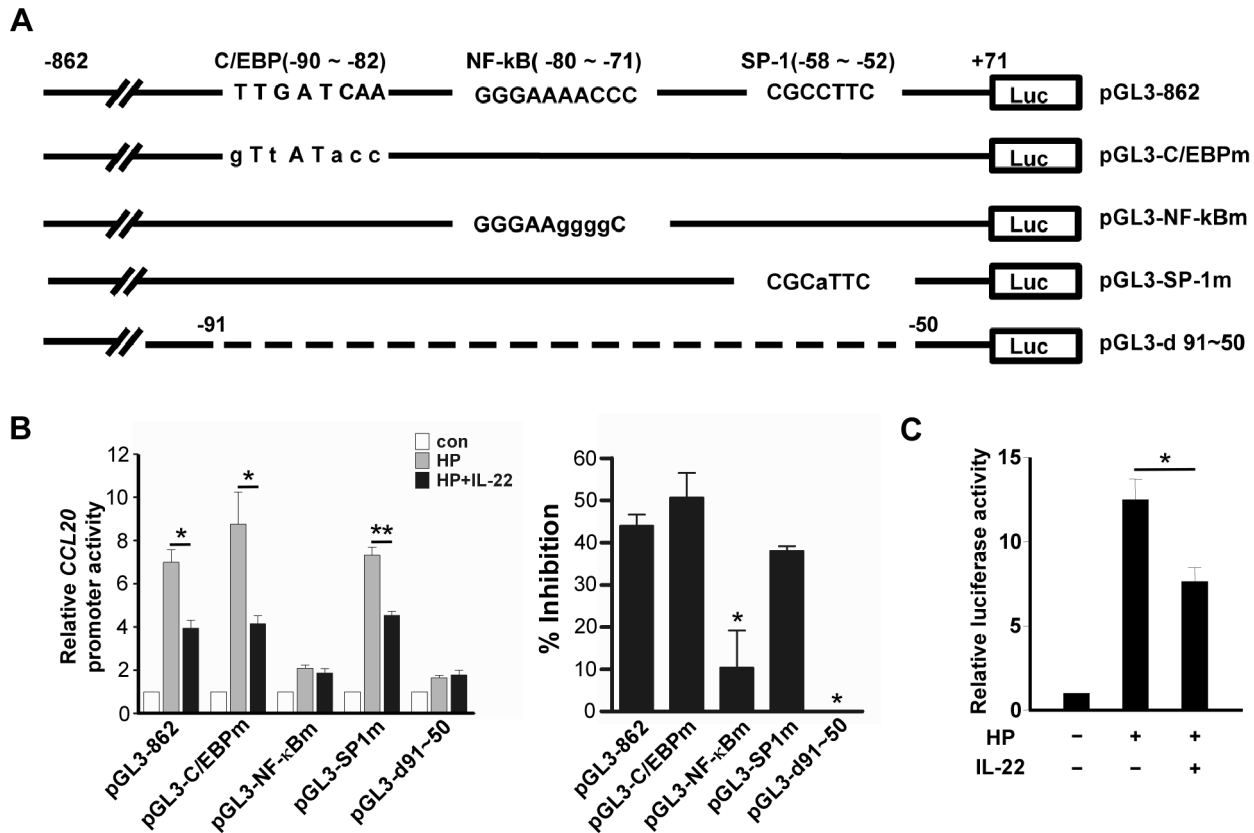 A
-862 C/EBP(-90 ~ -82) NF-kB( -80 ~ -71) SP-1(-58 ~ -52) +71
T T G A T CAA GGGAAAACCC CGCCTTC Luc pGL3-862
g T t A T a c c Luc pGL3-C/EBPm
GGGAAggggC Luc pGL3-NF-kBm
CGCaTTC Luc pGL3-SP-1m
-91 -50
Luc pGL3-d 91~50
B
Relative CCL20
promoter activity
12
10
8
6
4
2
0
con
HP
HP+IL-22
*
*
**
pGL3-862
pGL3-C/EBPm
pGL3-NF-κBm
pGL3-SP1m
pGL3-d91~50
% Inhibition
60
50
40
30
20
10
0
*
*
pGL3-862
pGL3-C/EBPm
pGL3-NF-κBm
pGL3-SP1m
pGL3-d91~50
C
Relative luciferase activity
15
10
5
0
*
HP − + +
IL-22 − − +